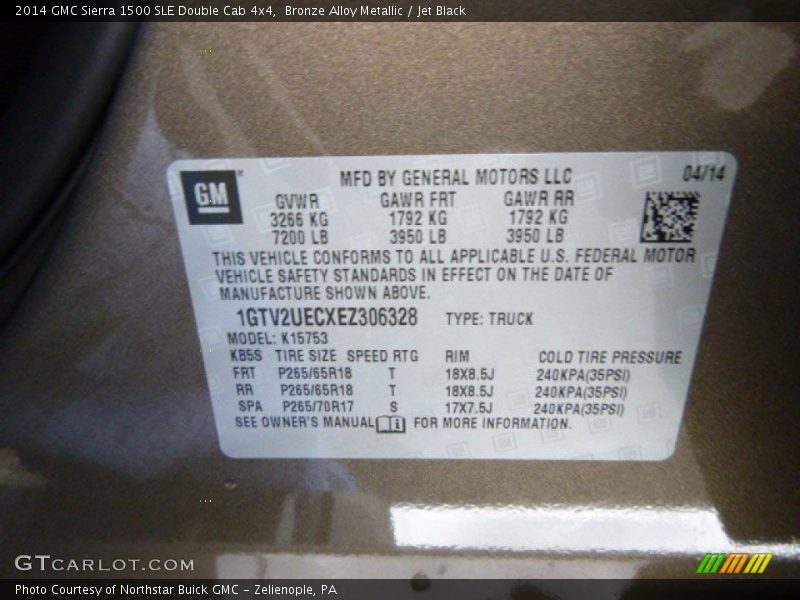 2014 GMC Sierra 1500 SLE Double Cab 4x4,  Bronze Alloy Metallic / Jet Black
GM
MFD BY GENERAL MOTORS LLC 04/14
GVWR GAWR FRT GAWR RR
3266 KG 1792 KG 1792 KG
7200 LB 3950 LB 3950 LB
THIS VEHICLE CONFORMS TO ALL APPLICABLE U.S. FEDERAL MOTOR
VEHICLE SAFETY STANDARDS IN EFFECT ON THE DATE OF
MANUFACTURE SHOWN ABOVE.
1GTV2UECXEZ306328 TYPE: TRUCK
MODEL: K15753
KB5S TIRE SIZE SPEED RTG RIM COLD TIRE PRESSURE
FRT P265/65R18 T 18X8.5J 240KPA(35PSI)
RR P265/65R18 T 18X8.5J 240KPA(35PSI)
SPA P265/70R17 S 17X7.5J 240KPA(35PSI)
SEE OWNER'S MANUAL FOR MORE INFORMATION.
GTCARLOT.COM
Photo Courtesy of Northstar Buick GMC - Zelienople, PA